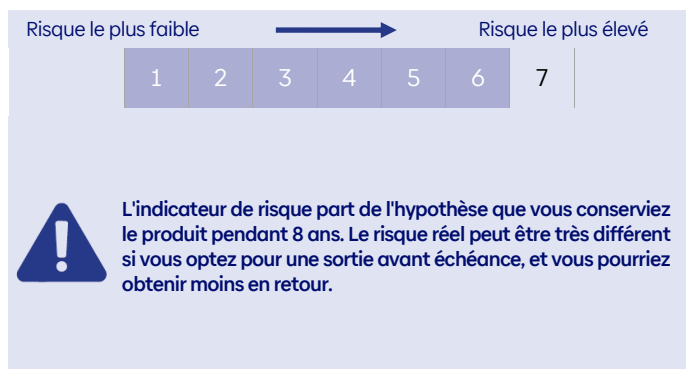 Risque le plus faible Risque le plus élevé
1 2 3 4 5 6 7
L'indicateur de risque part de l'hypothèse que vous conserviez
le produit pendant 8 ans. Le risque réel peut être très différent
si vous optez pour une sortie avant échéance, et vous pourriez
obtenir moins en retour.